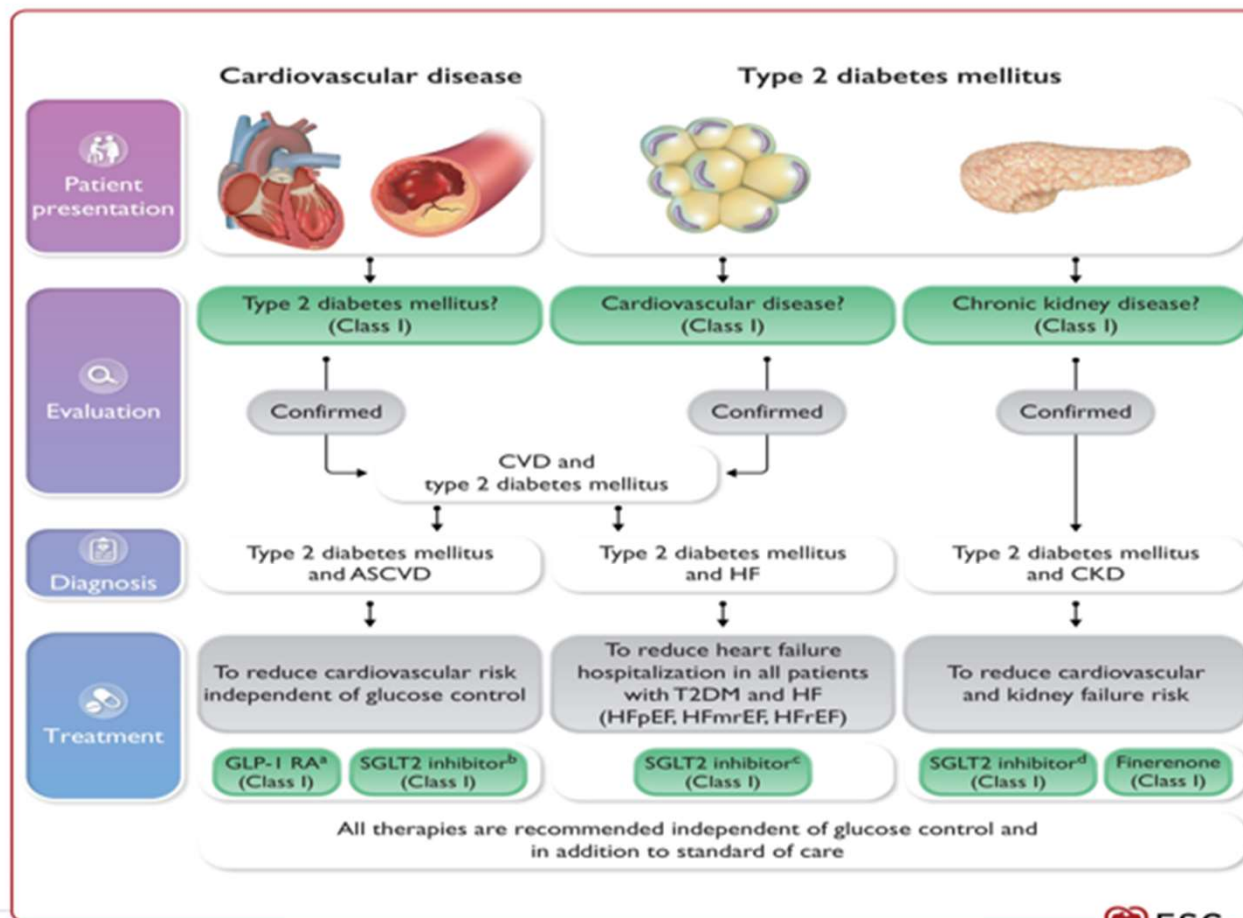 Cardiovascular disease
Type 2 diabetes mellitus
Patient
presentation
Type 2 diabetes mellitus?
(Class I)
Cardiovascular disease?
(Class I)
Chronic kidney disease?
(Class I)
Evaluation
Confirmed
Confirmed
Confirmed
CVD and
type 2 diabetes mellitus
Diagnosis
Type 2 diabetes mellitus
and ASCVD
Type 2 diabetes mellitus
and HF
Type 2 diabetes mellitus
and CKD
Treatment
To reduce cardiovascular risk
independent of glucose control
To reduce heart failure
hospitalization in all patients
with T2DM and HF
(HFpEF, HFmrEF, HFrEF)
To reduce cardiovascular
and kidney failure risk
GLP-1 RAᵃ
(Class I)
SGLT2 inhibitorᵇ
(Class I)
SGLT2 inhibitorᶜ
(Class I)
SGLT2 inhibitorᵈ
(Class I)
Finerenone
(Class I)
All therapies are recommended independent of glucose control and
in addition to standard of care
ESC